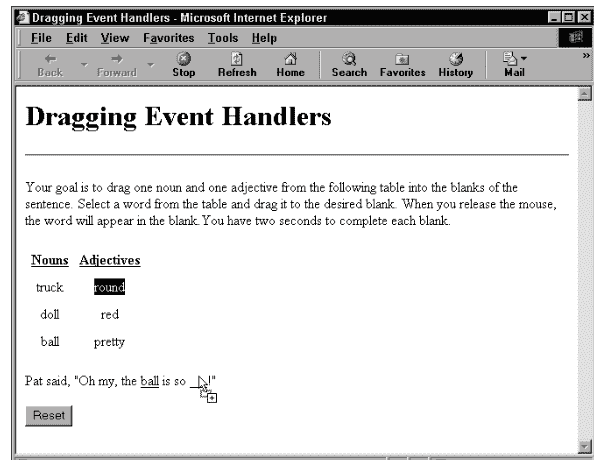 Dragging Event Handlers - Microsoft Internet Explorer
File Edit View Favorites Tools Help
Back Forward Stop Refresh Home Search Favorites History Mail »
Dragging Event Handlers
Your goal is to drag one noun and one adjective from the following table into the blanks of the
sentence. Select a word from the table and drag it to the desired blank. When you release the mouse,
the word will appear in the blank. You have two seconds to complete each blank.
Nouns Adjectives
truck round
doll red
ball pretty
Pat said, "Oh my, the ball is so ___!"
Reset